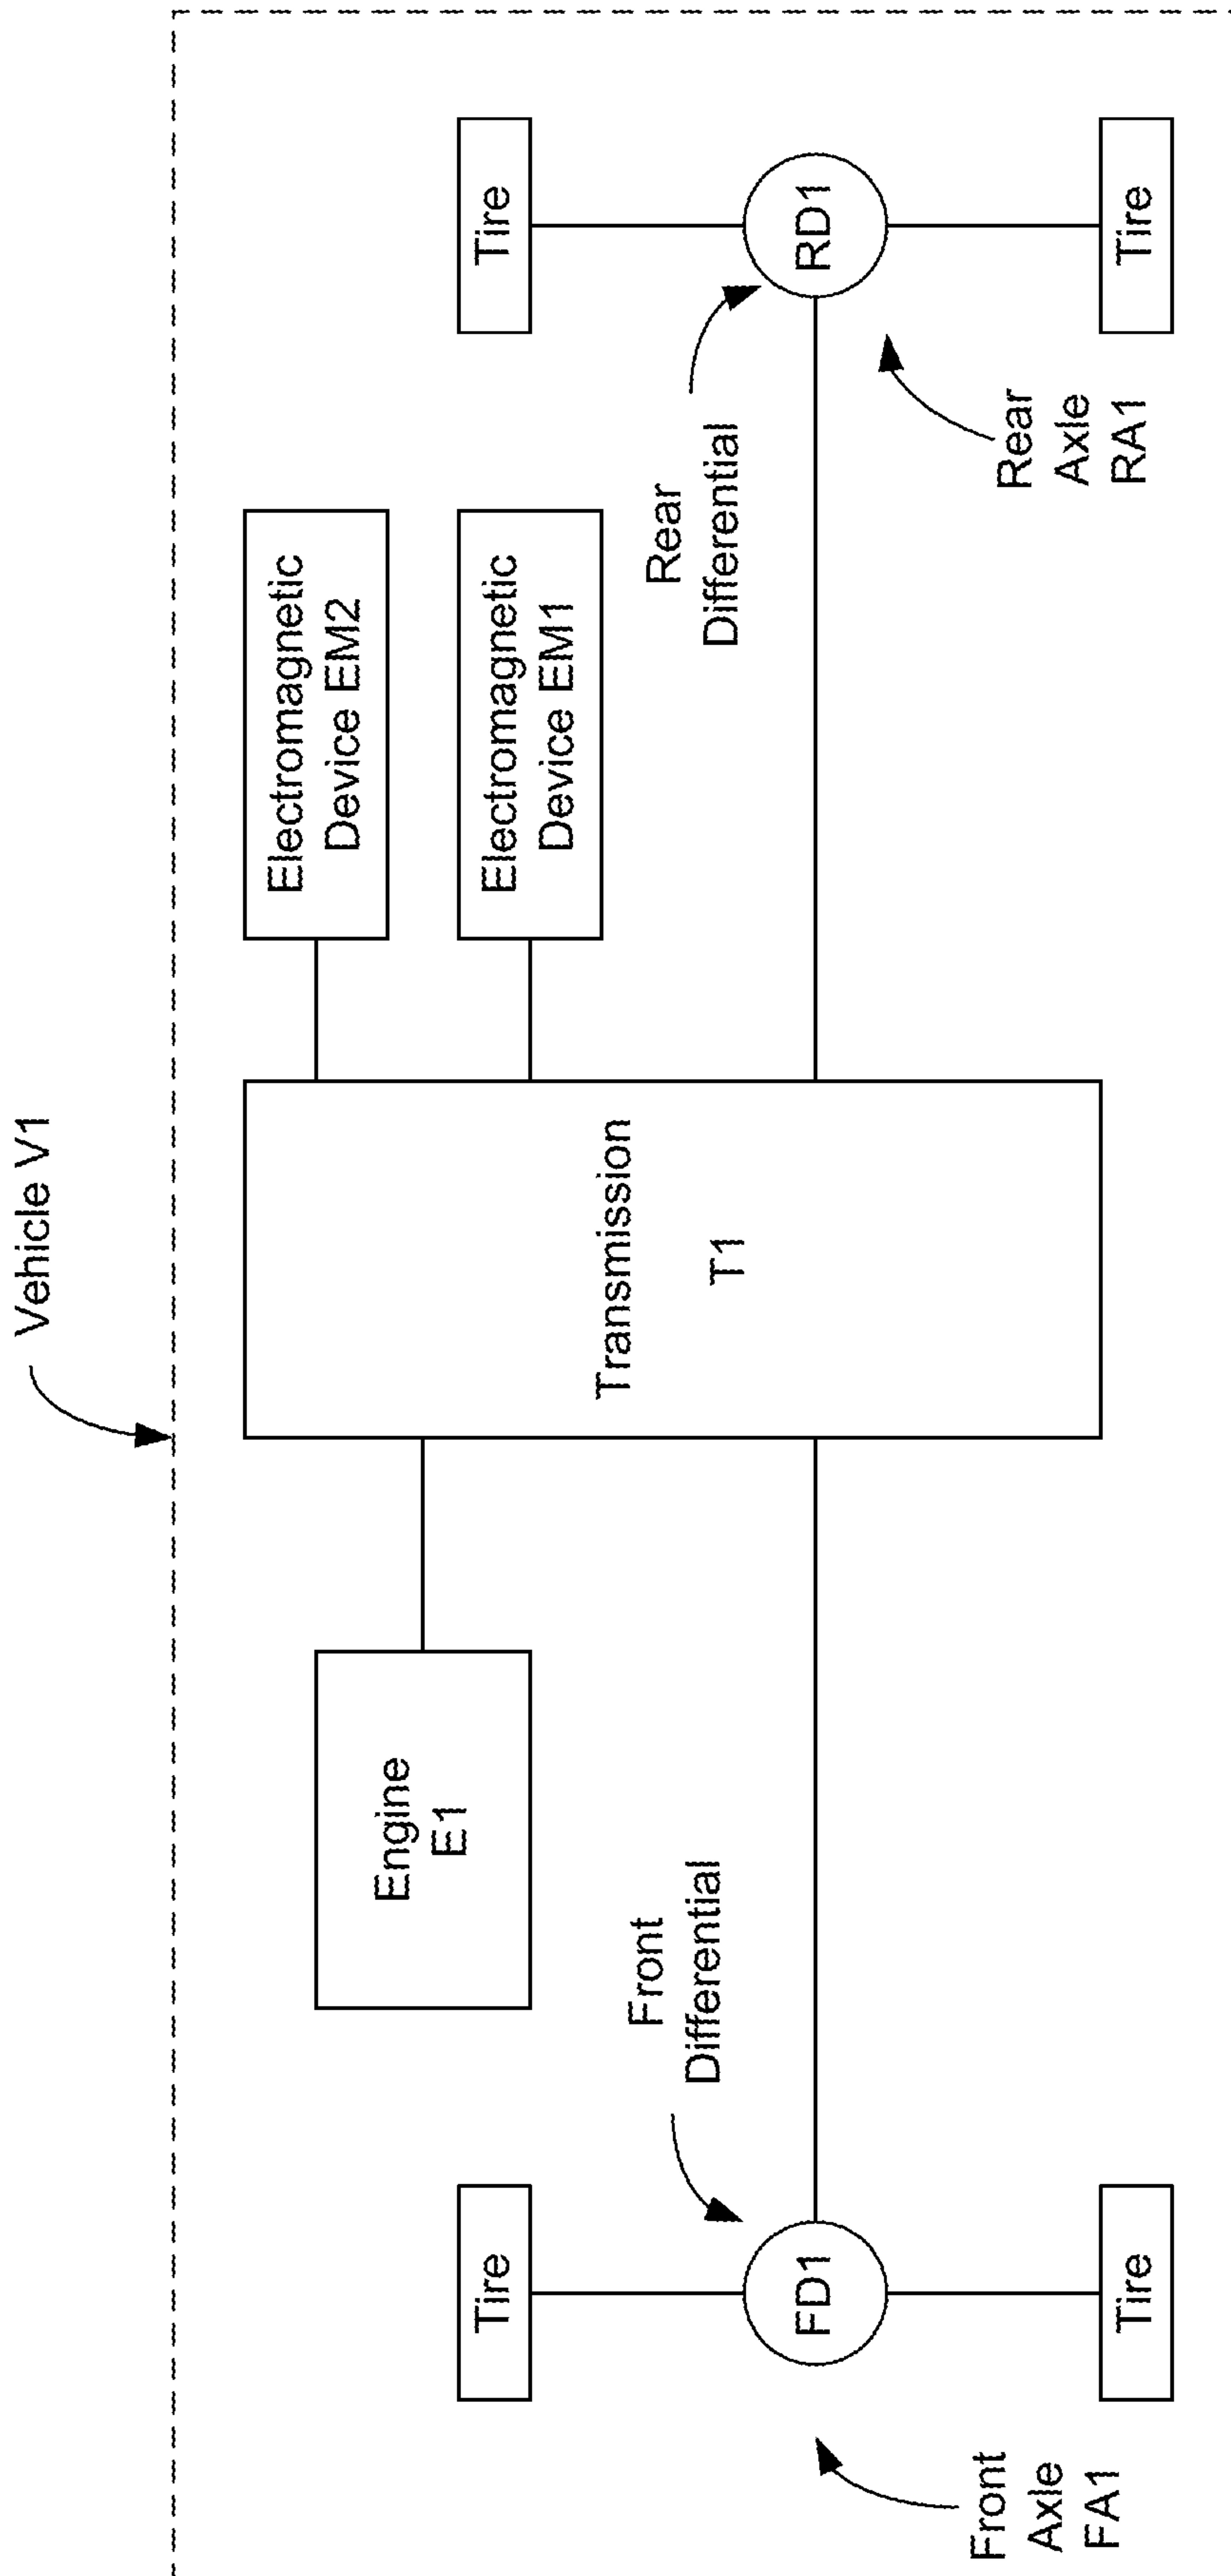 Vehicle V1
Electromagnetic
Device EM2
Engine
E1
Transmission
T1
Electromagnetic
Device EM1
Tire
Tire
Front
Differential
Rear
Differential
FD1
RD1
Front
Axle
FA1
Rear
Axle
RA1
Tire
Tire